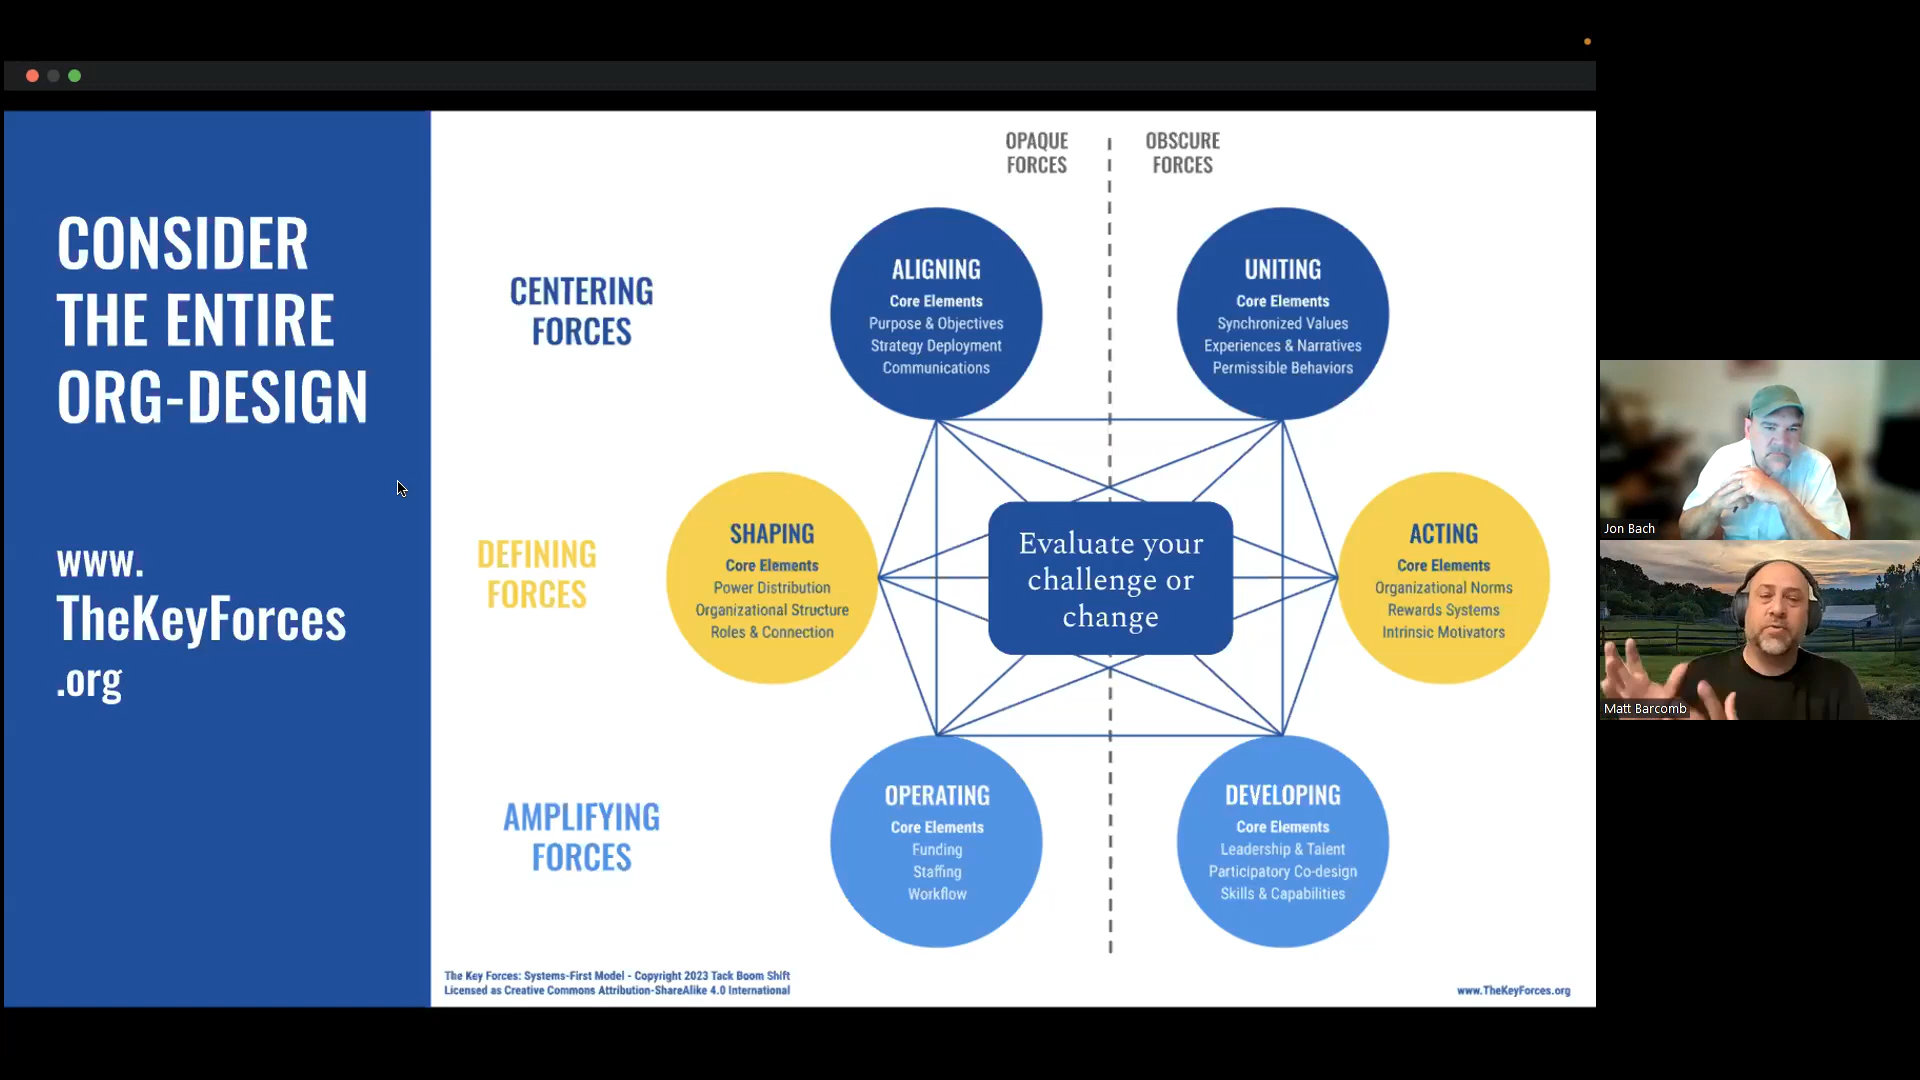 CONSIDER
THE ENTIRE
ORG-DESIGN
www.
TheKeyForces
.org
OPAQUE
FORCES
OBSCURE
FORCES
CENTERING
FORCES
ALIGNING
Core Elements
Purpose & Objectives
Strategy Deployment
Communications
UNITING
Core Elements
Synchronized Values
Experiences & Narratives
Permissible Behaviors
DEFINING
FORCES
SHAPING
Core Elements
Power Distribution
Organizational Structure
Roles & Connection
Evaluate your
challenge or
change
ACTING
Core Elements
Organizational Norms
Rewards Systems
Intrinsic Motivators
AMPLIFYING
FORCES
OPERATING
Core Elements
Funding
Staffing
Workflow
DEVELOPING
Core Elements
Leadership & Talent
Participatory Co-design
Skills & Capabilities
The Key Forces: Systems-First Model - Copyright 2023 Tack Boom Shift
Licensed as Creative Commons Attribution-ShareAlike 4.0 International
www.TheKeyForces.org
Jon Bach
Matt Barcomb